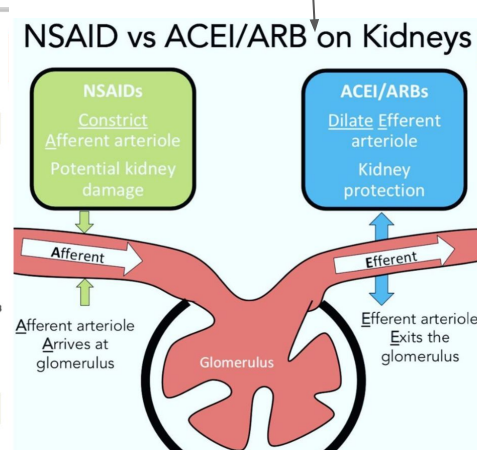 NSAID vs ACEI/ARB on Kidneys
NSAIDs
Constrict
Afferent arteriole
Potential kidney
damage
ACEI/ARBs
Dilate Efferent
arteriole
Kidney
protection
Afferent
Efferent
Afferent arteriole
Arrives at
glomerulus
Glomerulus
Efferent arteriole
Exits the
glomerulus